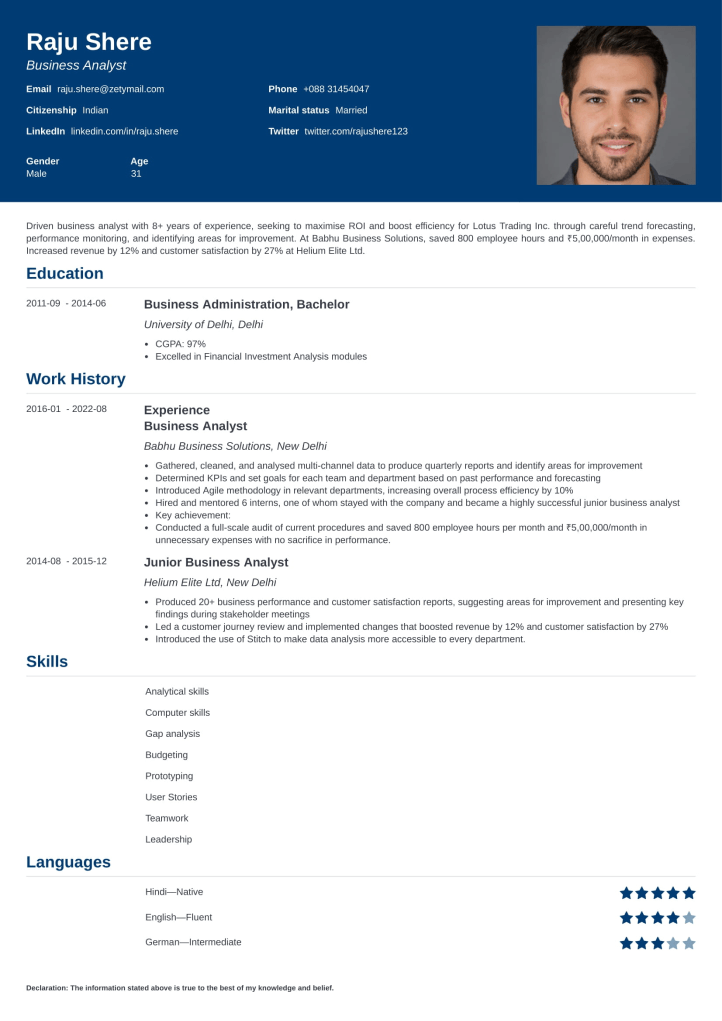 Raju Shere
Business Analyst
Email raju.shere@zetymail.com
Phone +088 31454047
Citizenship Indian
Marital status Married
LinkedIn linkedin.com/in/raju.shere
Twitter twitter.com/rajushere123
Gender Age
Male 31
Driven business analyst with 8+ years of experience, seeking to maximise ROI and boost efficiency for Lotus Trading Inc. through careful trend forecasting,
performance monitoring, and identifying areas for improvement. At Babhu Business Solutions, saved 800 employee hours and ₹5,00,000/month in expenses.
Increased revenue by 12% and customer satisfaction by 27% at Helium Elite Ltd.
Education
2011-09 - 2014-06
Business Administration, Bachelor
University of Delhi, Delhi
• CGPA: 97%
• Excelled in Financial Investment Analysis modules
Work History
2016-01 - 2022-08
Experience
Business Analyst
Babhu Business Solutions, New Delhi
• Gathered, cleaned, and analysed multi-channel data to produce quarterly reports and identify areas for improvement
• Determined KPIs and set goals for each team and department based on past performance and forecasting
• Introduced Agile methodology in relevant departments, increasing overall process efficiency by 10%
• Hired and mentored 6 interns, one of whom stayed with the company and became a highly successful junior business analyst
• Key achievement:
• Conducted a full-scale audit of current procedures and saved 800 employee hours per month and ₹5,00,000/month in
unnecessary expenses with no sacrifice in performance.
2014-08 - 2015-12
Junior Business Analyst
Helium Elite Ltd, New Delhi
• Produced 20+ business performance and customer satisfaction reports, suggesting areas for improvement and presenting key
findings during stakeholder meetings
• Led a customer journey review and implemented changes that boosted revenue by 12% and customer satisfaction by 27%
• Introduced the use of Stitch to make data analysis more accessible to every department.
Skills
Analytical skills
Computer skills
Gap analysis
Budgeting
Prototyping
User Stories
Teamwork
Leadership
Languages
Hindi—Native
English—Fluent
German—Intermediate
Declaration: The information stated above is true to the best of my knowledge and belief.